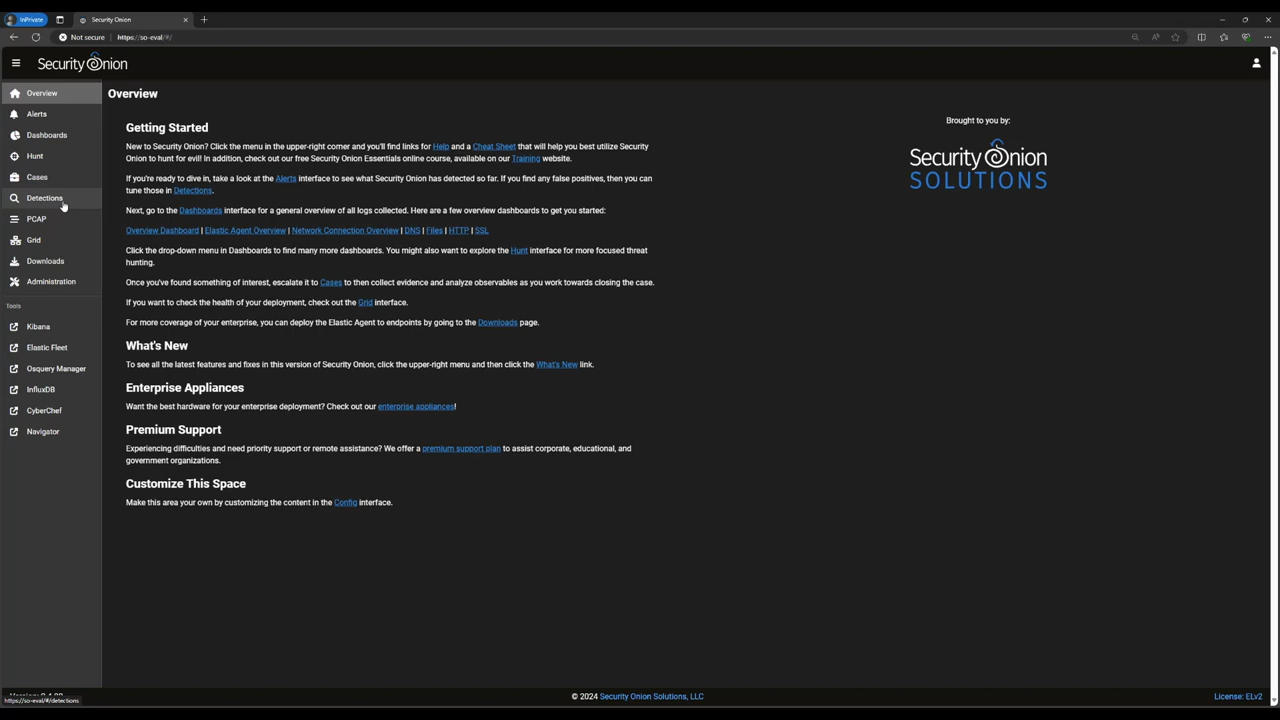 InPrivate
Security Onion
Not secure
https://so-eval/#/
Security Onion
Overview
Alerts
Dashboards
Hunt
Cases
Detections
PCAP
Grid
Downloads
Administration
Tools
Kibana
Elastic Fleet
Osquery Manager
InfluxDB
CyberChef
Navigator
https://so-eval/#/detections
Overview
Getting Started
New to Security Onion? Click the menu in the upper-right corner and you'll find links for Help and a Cheat Sheet that will help you best utilize Security
Onion to hunt for evil! In addition, check out our free Security Onion Essentials online course, available on our Training website.
If you're ready to dive in, take a look at the Alerts interface to see what Security Onion has detected so far. If you find any false positives, then you can
tune those in Detections.
Next, go to the Dashboards interface for a general overview of all logs collected. Here are a few overview dashboards to get you started:
Overview Dashboard | Elastic Agent Overview | Network Connection Overview | DNS | Files | HTTP | SSL
Click the drop-down menu in Dashboards to find many more dashboards. You might also want to explore the Hunt interface for more focused threat
hunting.
Once you've found something of interest, escalate it to Cases to then collect evidence and analyze observables as you work towards closing the case.
If you want to check the health of your deployment, check out the Grid interface.
For more coverage of your enterprise, you can deploy the Elastic Agent to endpoints by going to the Downloads page.
What's New
To see all the latest features and fixes in this version of Security Onion, click the upper-right menu and then click the What's New link.
Enterprise Appliances
Want the best hardware for your enterprise deployment? Check out our enterprise appliances!
Premium Support
Experiencing difficulties and need priority support or remote assistance? We offer a premium support plan to assist corporate, educational, and
government organizations.
Customize This Space
Make this area your own by customizing the content in the Config interface.
Brought to you by:
Security Onion
SOLUTIONS
© 2024 Security Onion Solutions, LLC
License: ELv2